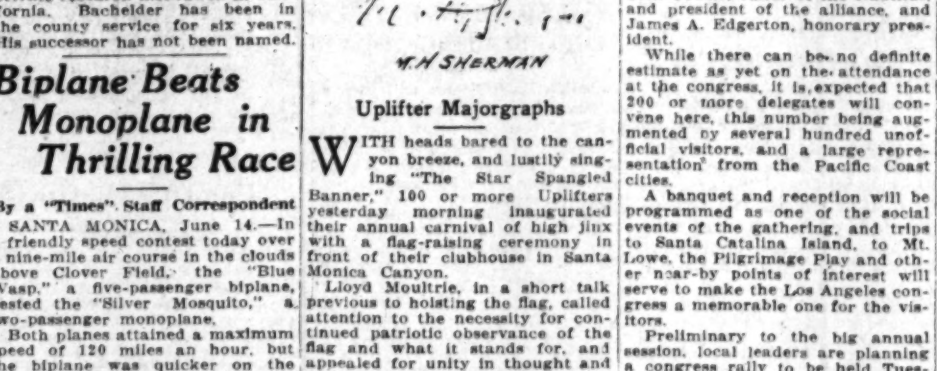 fornia. Bachelder has been in
the county service for six years.
His successor has not been named.
Biplane Beats
Monoplane in
Thrilling Race
By a "Times" Staff Correspondent
SANTA MONICA, June 14.—In
friendly speed contest today over
nine-mile air course in the clouds
above Clover Field, the "Blue
Wasp," a five-passenger biplane,
bested the "Silver Mosquito," a
two-passenger monoplane.
Both planes attained a maximum
speed of 120 miles an hour, but
the biplane was quicker on the
M.H SHERMAN
Uplifter Majorgraphs
WITH heads bared to the can-
yon breeze, and lustily sing-
ing "The Star Spangled
Banner," 100 or more Uplifters
yesterday morning inaugurated
their annual carnival of high jinx
with a flag-raising ceremony in
front of their clubhouse in Santa
Monica Canyon.
Lloyd Moultrie, in a short talk
previous to hoisting the flag, called
attention to the necessity for con-
tinued patriotic observance of the
flag and what it stands for, and
appealed for unity in thought and
and president of the alliance, and
James A. Edgerton, honorary pres-
ident.
While there can be no definite
estimate as yet on the attendance
at the congress, it is expected that
200 or more delegates will con-
vene here, this number being aug-
mented by several hundred unof-
ficial visitors, and a large repre-
sentation from the Pacific Coast
cities.
A banquet and reception will be
programmed as one of the social
events of the gathering, and trips
to Santa Catalina Island, to Mt.
Lowe, the Pilgrimage Play and oth-
er near-by points of interest will
serve to make the Los Angeles con-
gress a memorable one for the vis-
itors.
Preliminary to the big annual
session, local leaders are planning
a congress rally to be held Tues-